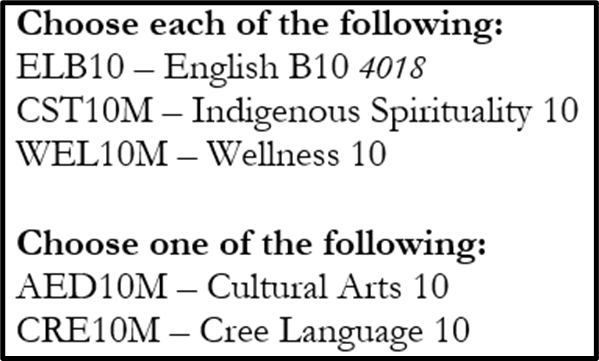 Choose each of the following:
ELB10 – English B10 4018
CST10M – Indigenous Spirituality 10
WEL10M – Wellness 10
Choose one of the following:
AED10M – Cultural Arts 10
CRE10M – Cree Language 10